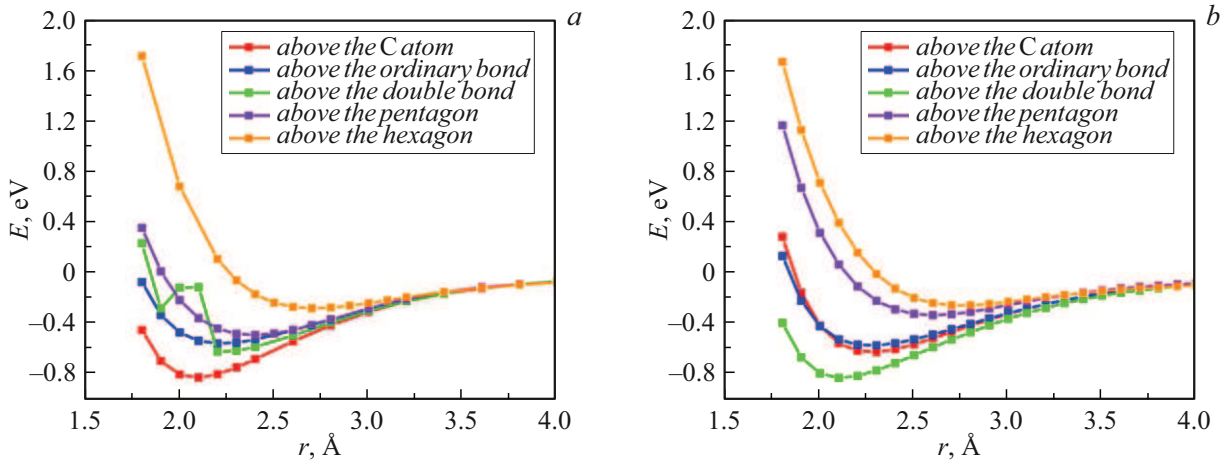 a
2.0
above the C atom
above the ordinary bond
above the double bond
above the pentagon
above the hexagon
1.6
1.2
0.8
0.4
0
–0.4
–0.8
E, eV
1.5
2.0
2.5
3.0
3.5
4.0
r, Å
b
2.0
above the C atom
above the ordinary bond
above the double bond
above the pentagon
above the hexagon
1.6
1.2
0.8
0.4
0
–0.4
–0.8
E, eV
1.5
2.0
2.5
3.0
3.5
4.0
r, Å